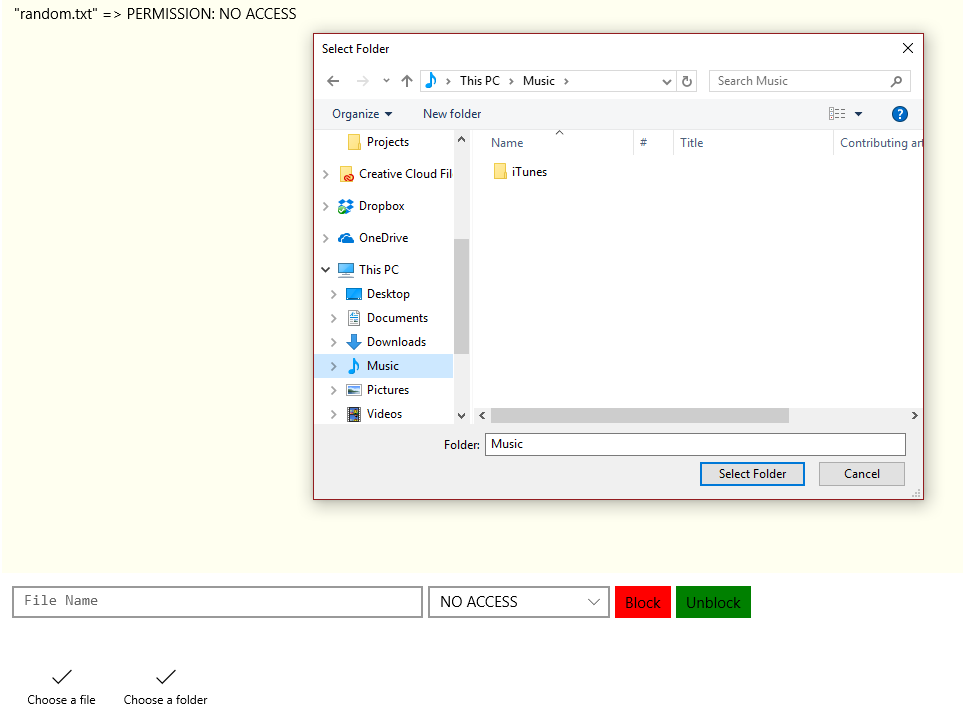 "random.txt" => PERMISSION: NO ACCESS
Select Folder
This PC > Music >
Search Music
Organize
New folder
?
Projects
Creative Cloud Fil
Dropbox
OneDrive
This PC
Desktop
Documents
Downloads
Music
Pictures
Videos
Name
#
Title
Contributing art
iTunes
Folder: Music
Select Folder
Cancel
File Name
NO ACCESS
Block
Unblock
Choose a file
Choose a folder